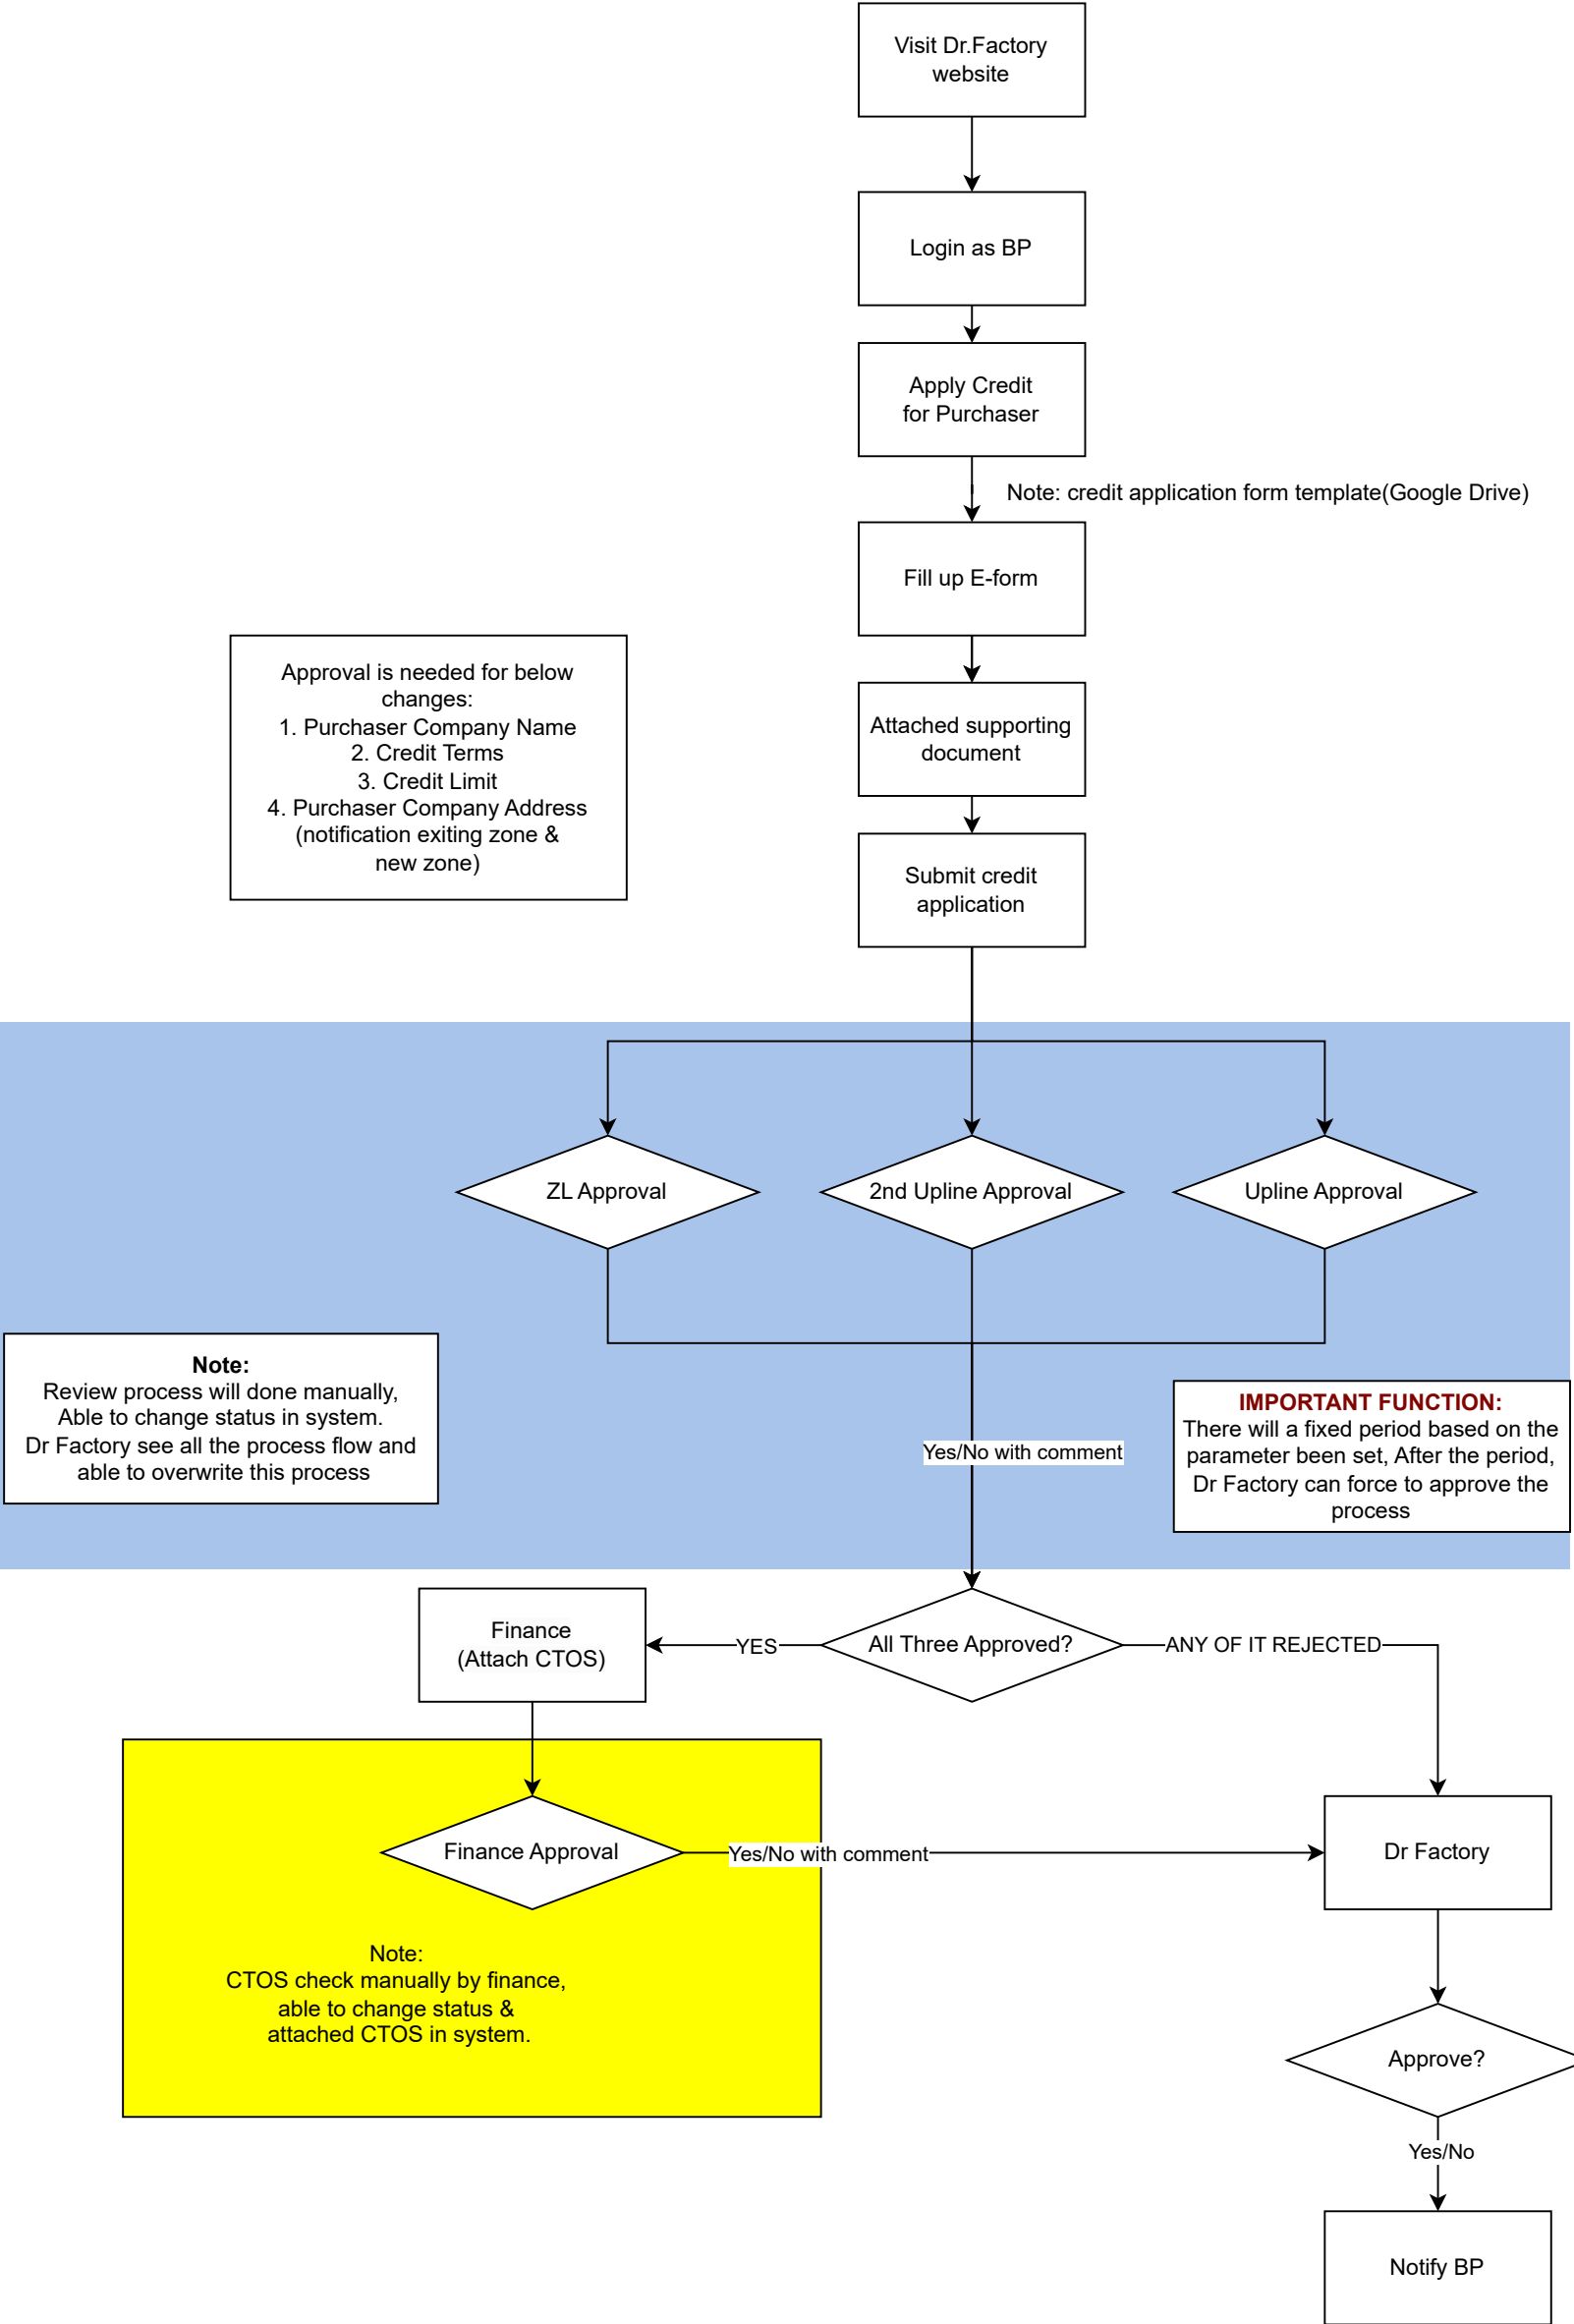 Visit Dr.Factory
website
Login as BP
Apply Credit
for Purchaser
Note: credit application form template(Google Drive)
Fill up E-form
Approval is needed for below
changes:
1. Purchaser Company Name
2. Credit Terms
3. Credit Limit
4. Purchaser Company Address
(notification exiting zone &
new zone)
Attached supporting
document
Submit credit
application
ZL Approval
2nd Upline Approval
Upline Approval
Note:
Review process will done manually,
Able to change status in system.
Dr Factory see all the process flow and
able to overwrite this process
Yes/No with comment
IMPORTANT FUNCTION:
There will a fixed period based on the
parameter been set, After the period,
Dr Factory can force to approve the
process
Finance
(Attach CTOS)
YES
All Three Approved?
ANY OF IT REJECTED
Finance Approval
Yes/No with comment
Dr Factory
Note:
CTOS check manually by finance,
able to change status &
attached CTOS in system.
Approve?
Yes/No
Notify BP